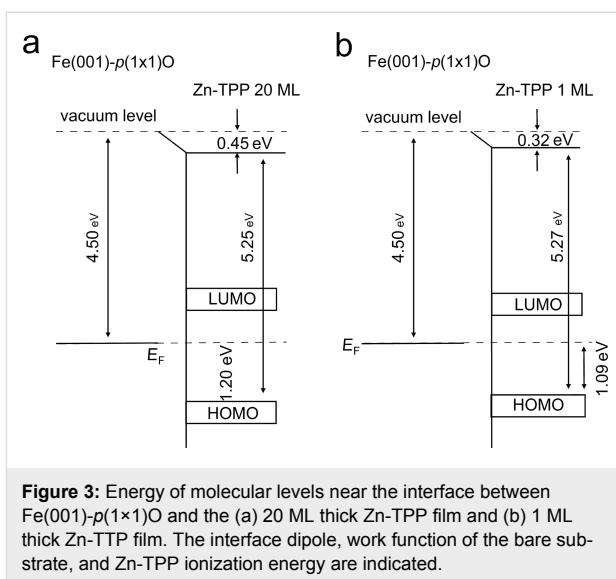 a
Fe(001)-p(1x1)O
Zn-TPP 20 ML
vacuum level
0.45 eV
4.50 eV
5.25 eV
LUMO
EF
1.20 eV
HOMO
b
Fe(001)-p(1x1)O
Zn-TPP 1 ML
vacuum level
0.32 eV
4.50 eV
5.27 eV
LUMO
EF
1.09 eV
HOMO
Figure 3: Energy of molecular levels near the interface between
Fe(001)-p(1×1)O and the (a) 20 ML thick Zn-TPP film and (b) 1 ML
thick Zn-TTP film. The interface dipole, work function of the bare sub-
strate, and Zn-TPP ionization energy are indicated.